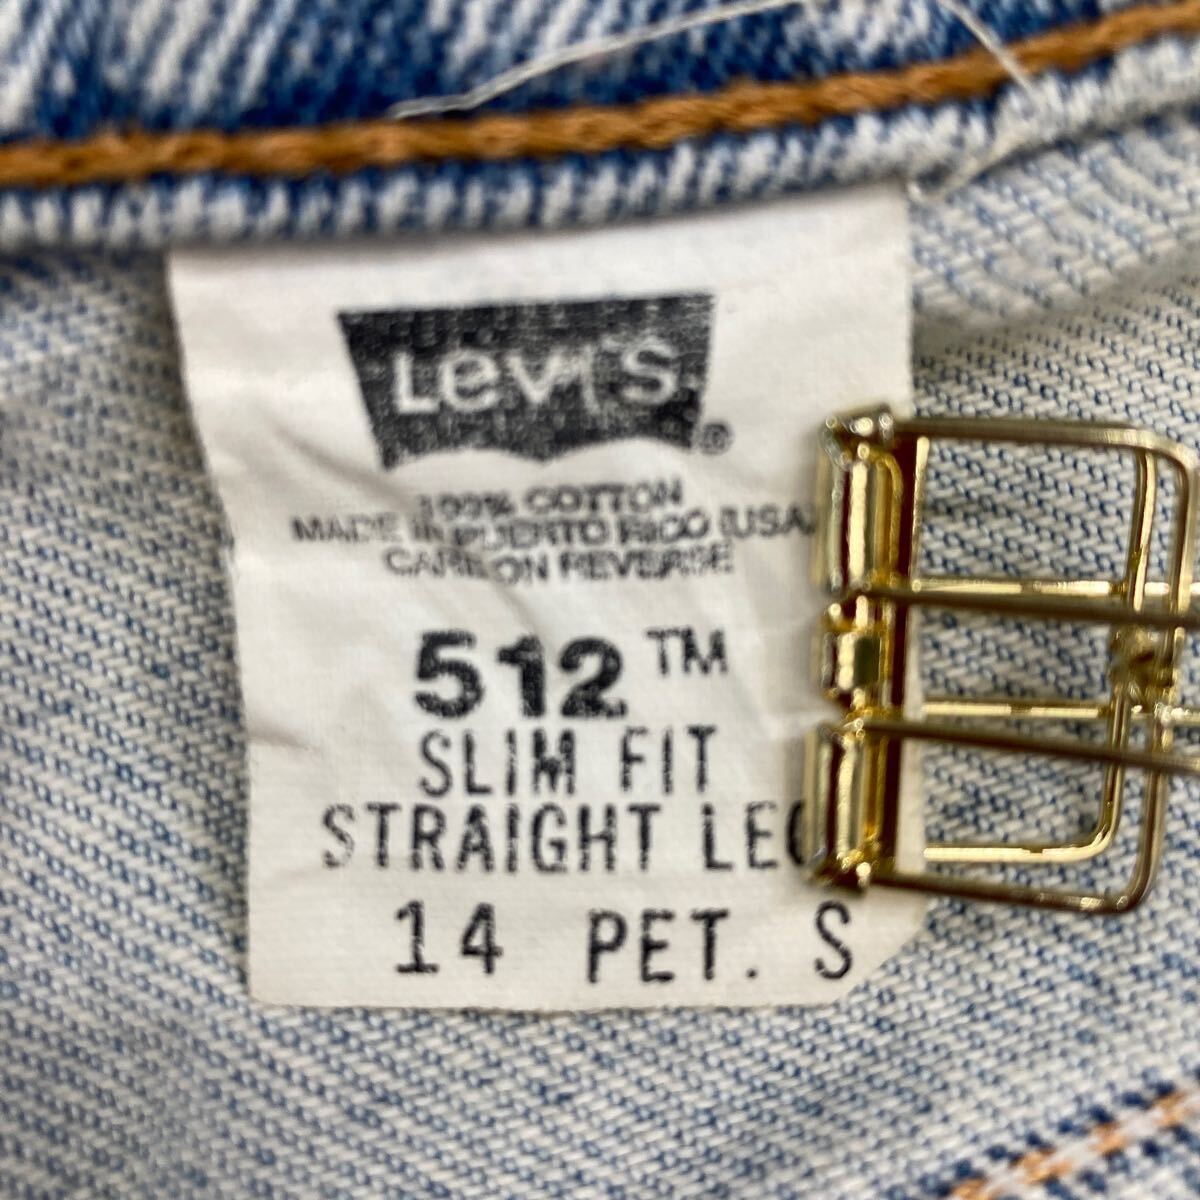 Levi's ®
100% COTTON
MADE IN PUERTO RICO (USA)
CARE ON REVERSE
512™
SLIM FIT
STRAIGHT LEG
14 PET. S